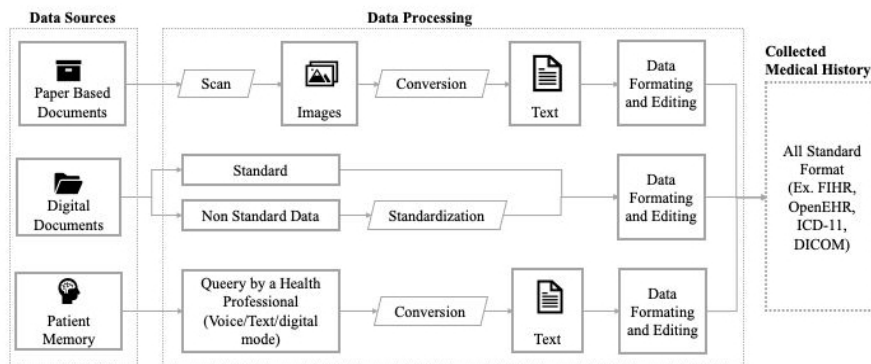 Data Sources
Data Processing
Collected
Medical History
Paper Based
Documents
Scan
Images
Conversion
Text
Data
Formating
and Editing
Digital
Documents
Standard
Non Standard Data
Standardization
Data
Formating
and Editing
Patient
Memory
Queery by a Health
Professional
(Voice/Text/digital
mode)
Conversion
Text
Data
Formating
and Editing
All Standard
Format
(Ex. FIHR,
OpenEHR,
ICD-11,
DICOM)